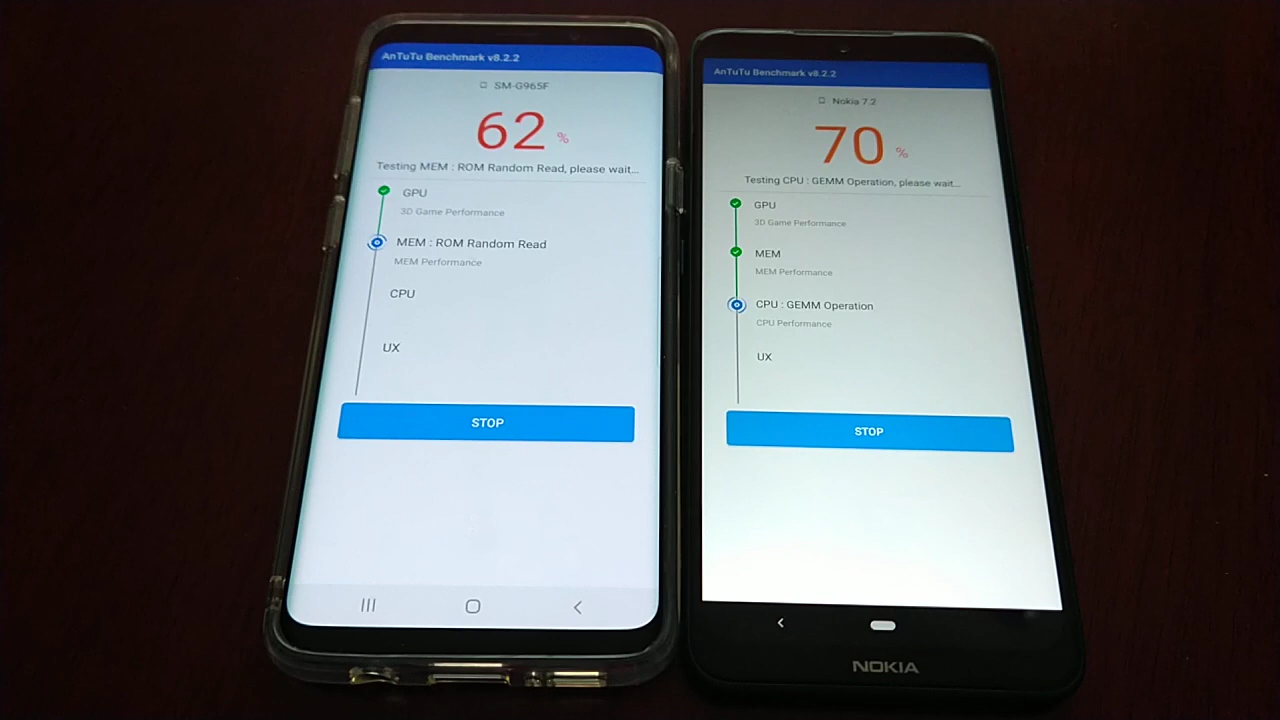 AnTuTu Benchmark v8.2.2
SM-G965F
62 %
Testing MEM : ROM Random Read, please wait...
GPU
3D Game Performance
MEM : ROM Random Read
MEM Performance
CPU
UX
STOP
AnTuTu Benchmark v8.2.2
Nokia 7.2
70 %
Testing CPU : GEMM Operation, please wait...
GPU
3D Game Performance
MEM
MEM Performance
CPU : GEMM Operation
CPU Performance
UX
STOP
NOKIA